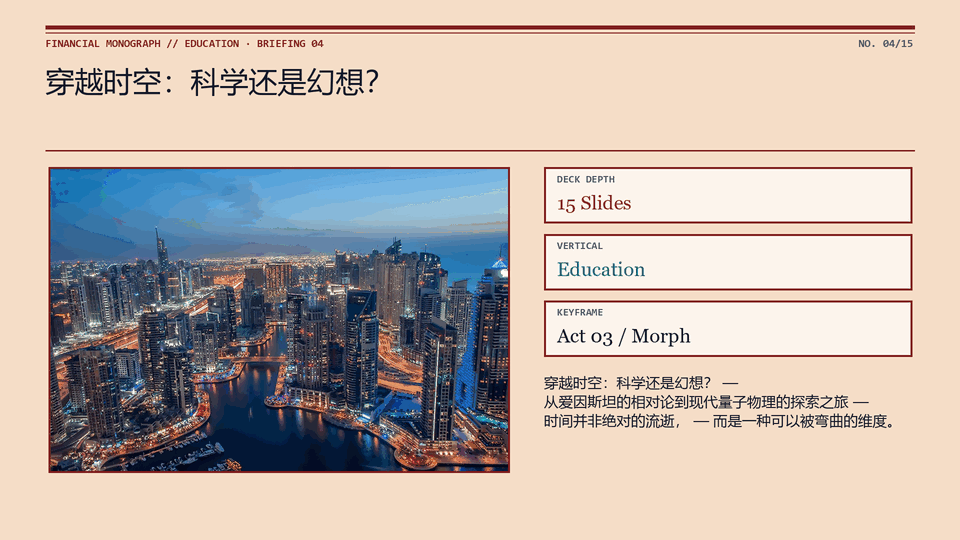 FINANCIAL MONOGRAPH // EDUCATION · BRIEFING 04
NO. 04/15
穿越时空：科学还是幻想？
DECK DEPTH
15 Slides
VERTICAL
Education
KEYFRAME
Act 03 / Morph
穿越时空：科学还是幻想？ —
从爱因斯坦的相对论到现代量子物理的探索之旅 —
时间并非绝对的流逝， — 而是一种可以被弯曲的维度。